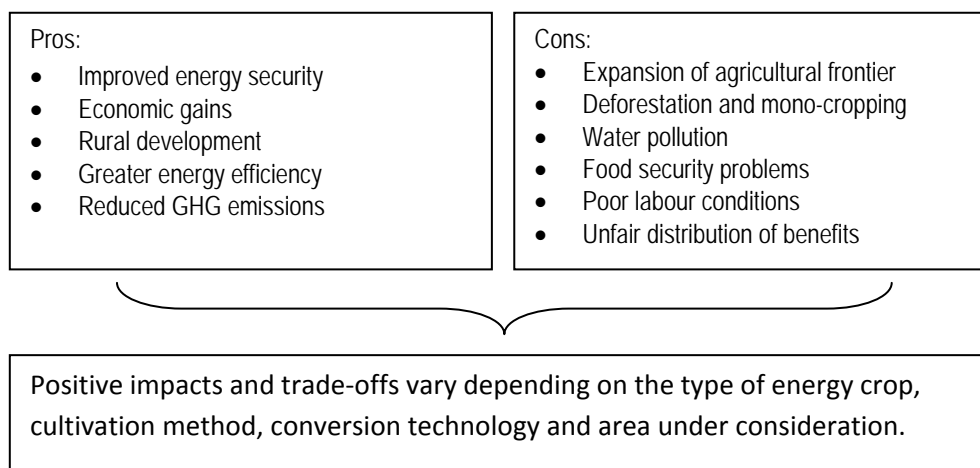 Pros:
• Improved energy security
• Economic gains
• Rural development
• Greater energy efficiency
• Reduced GHG emissions
Cons:
• Expansion of agricultural frontier
• Deforestation and mono-cropping
• Water pollution
• Food security problems
• Poor labour conditions
• Unfair distribution of benefits
Positive impacts and trade-offs vary depending on the type of energy crop,
cultivation method, conversion technology and area under consideration.